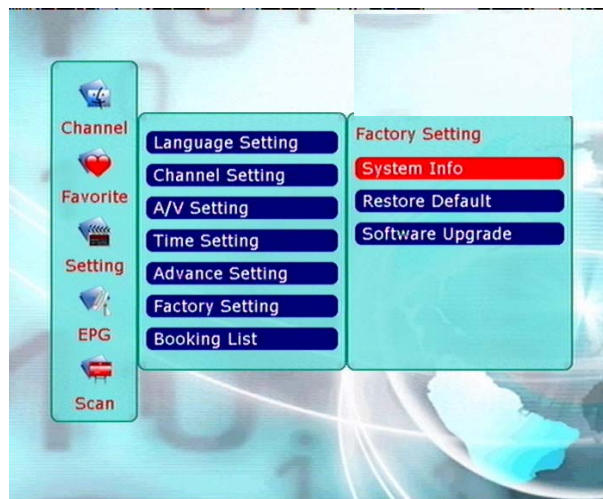 Channel
Favorite
Setting
EPG
Scan
Language Setting
Channel Setting
A/V Setting
Time Setting
Advance Setting
Factory Setting
Booking List
Factory Setting
System Info
Restore Default
Software Upgrade